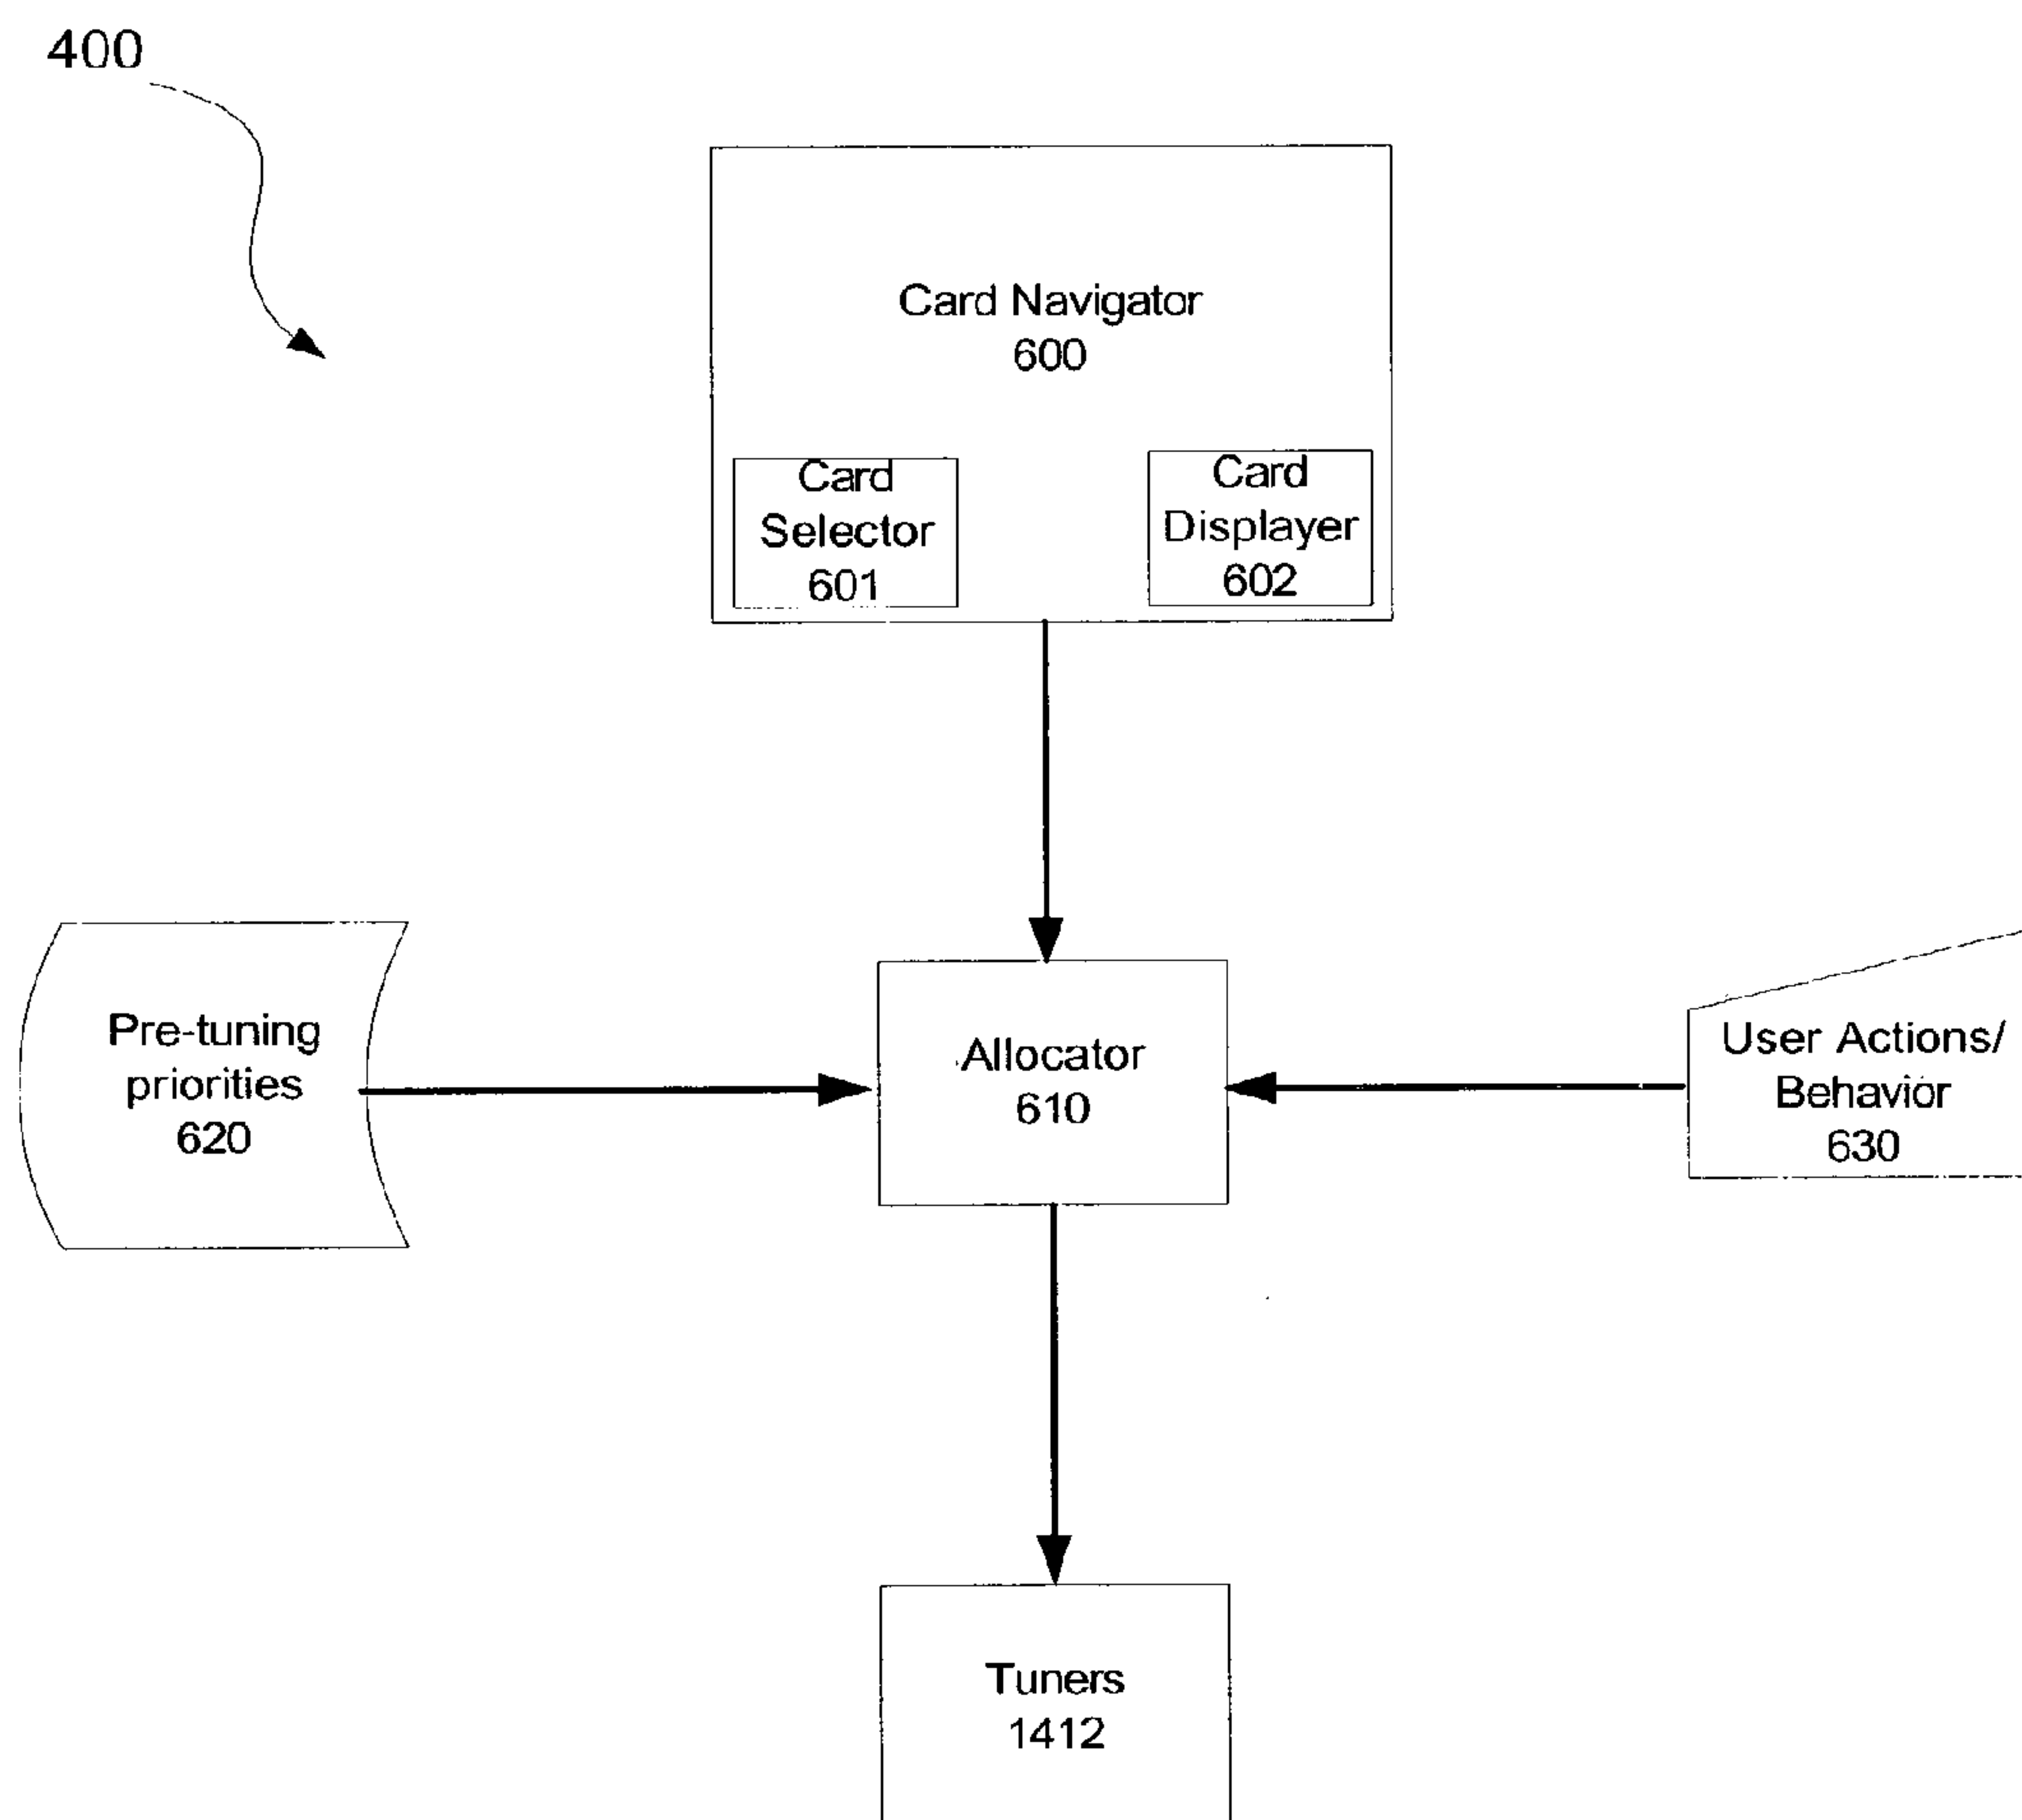 400
Card Navigator
600
Card
Selector
601
Card
Displayer
602
Pre-tuning
priorities
620
Allocator
610
User Actions/
Behavior
630
Tuners
1412